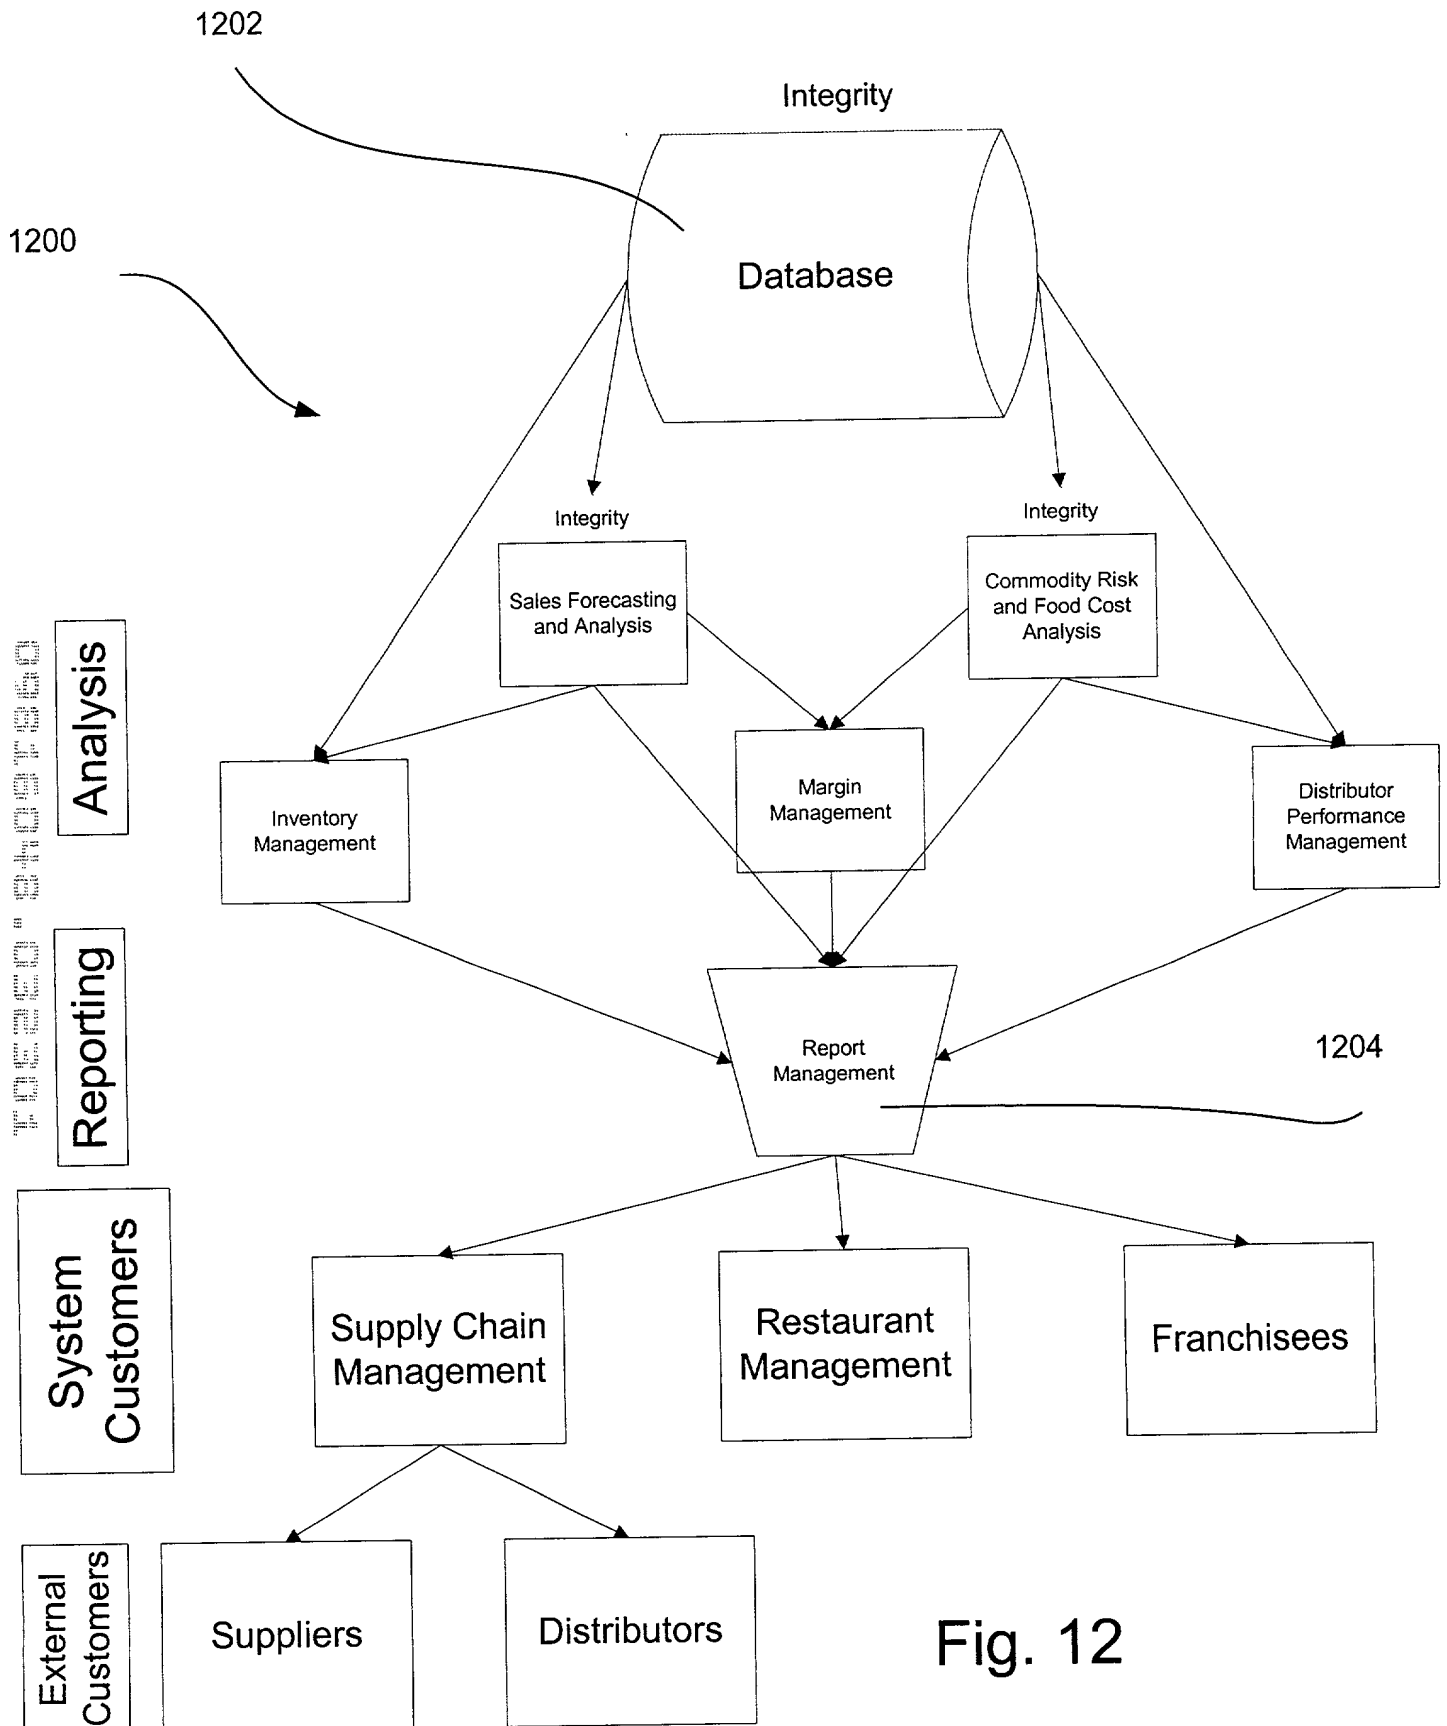 1202
Integrity
1200
Database
Integrity
Integrity
Sales Forecasting
and Analysis
Commodity Risk
and Food Cost
Analysis
Analysis
Inventory
Management
Margin
Management
Distributor
Performance
Management
Reporting
Report
Management
1204
System
Customers
Supply Chain
Management
Restaurant
Management
Franchisees
External
Customers
Suppliers
Distributors
Fig. 12